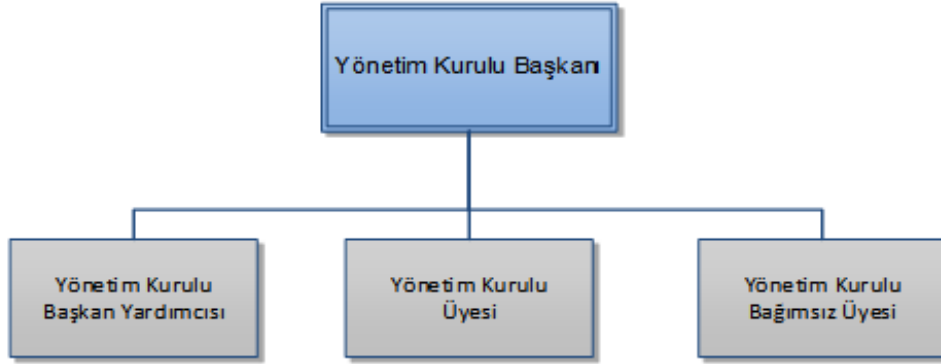 Yönetim Kurulu Başkanı
Yönetim Kurulu
Başkan Yardımcısı
Yönetim Kurulu
Üyesi
Yönetim Kurulu
Bağımsız Üyesi